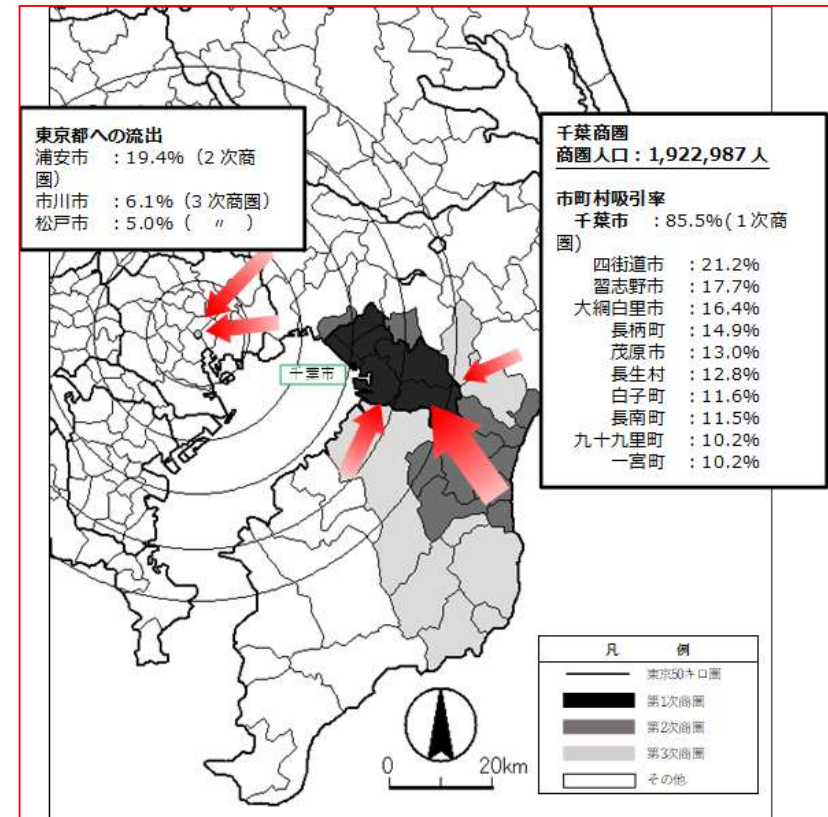 東京都への流出
浦安市 :19.4%(2次商
圏)
市川市 :6.1%(3次商圏)
松戸市 :5.0%( 〃 )
千葉商圏
商圏人口:1,922,987人
市町村吸引率
千葉市 :85.5%(1次商
圏)
四街道市 :21.2%
習志野市 :17.7%
大網白里市 :16.4%
長柄町 :14.9%
茂原市 :13.0%
長生村 :12.8%
白子町 :11.6%
長南町 :11.5%
九十九里町 :10.2%
一宮町 :10.2%
千葉市
凡 例
東京50キロ圏
第1次商圏
第2次商圏
第3次商圏
その他
0 20km